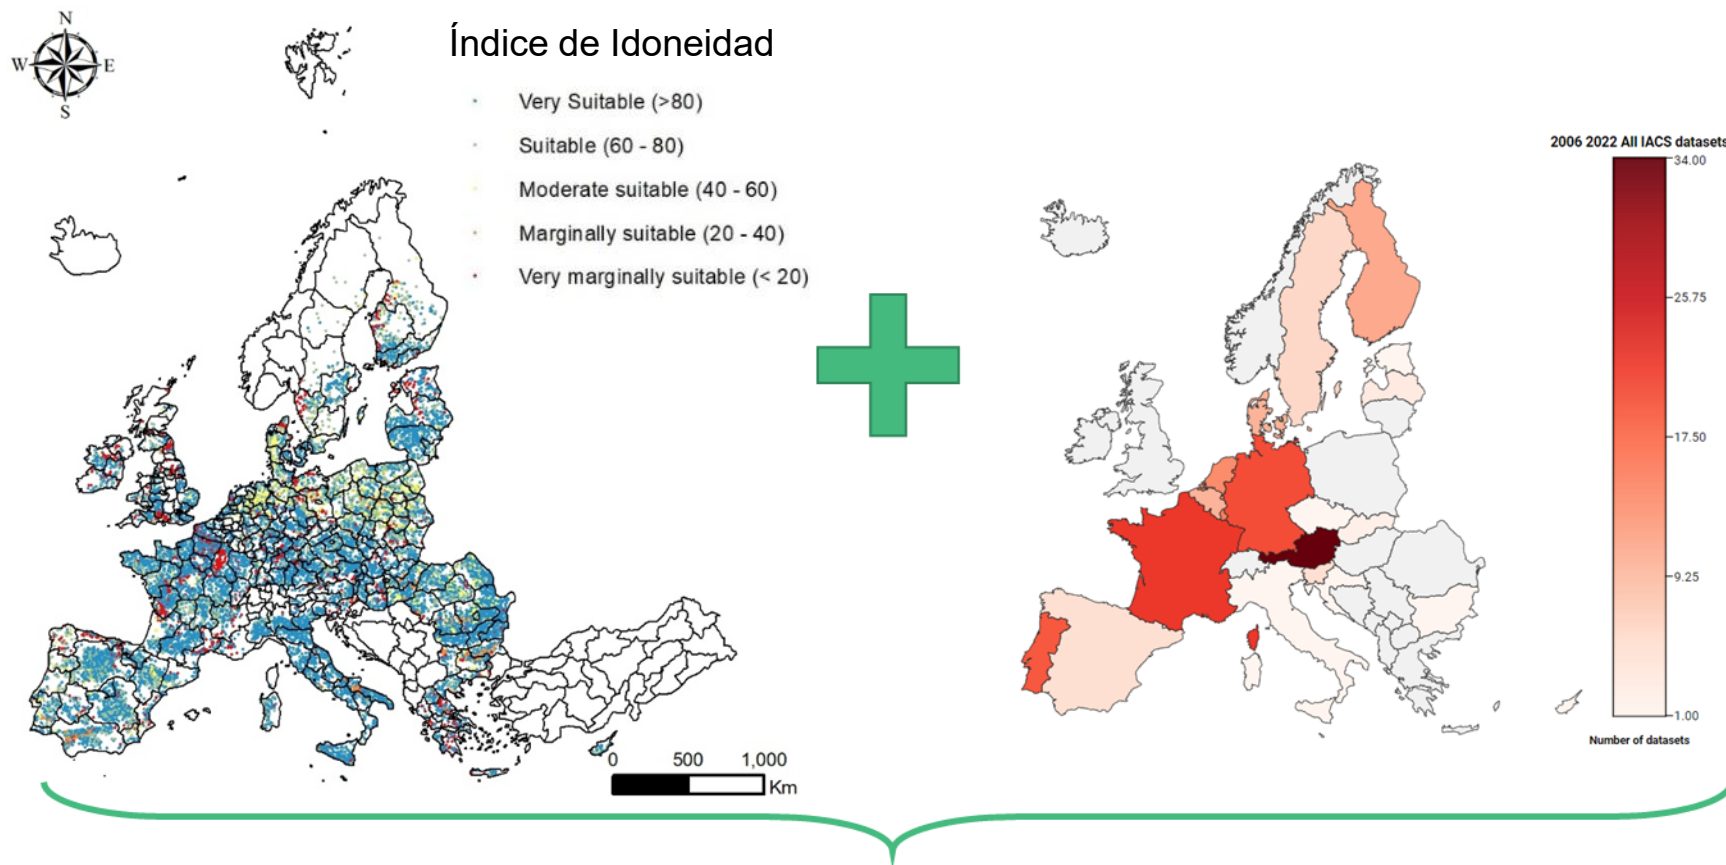 N
W E
S
Índice de Idoneidad
Very Suitable (>80)
Suitable (60 - 80)
Moderate suitable (40 - 60)
Marginally suitable (20 - 40)
Very marginally suitable (< 20)
0 500 1,000
Km
2006 2022 All IACS datasets
34.00
25.75
17.50
9.25
1.00
Number of datasets